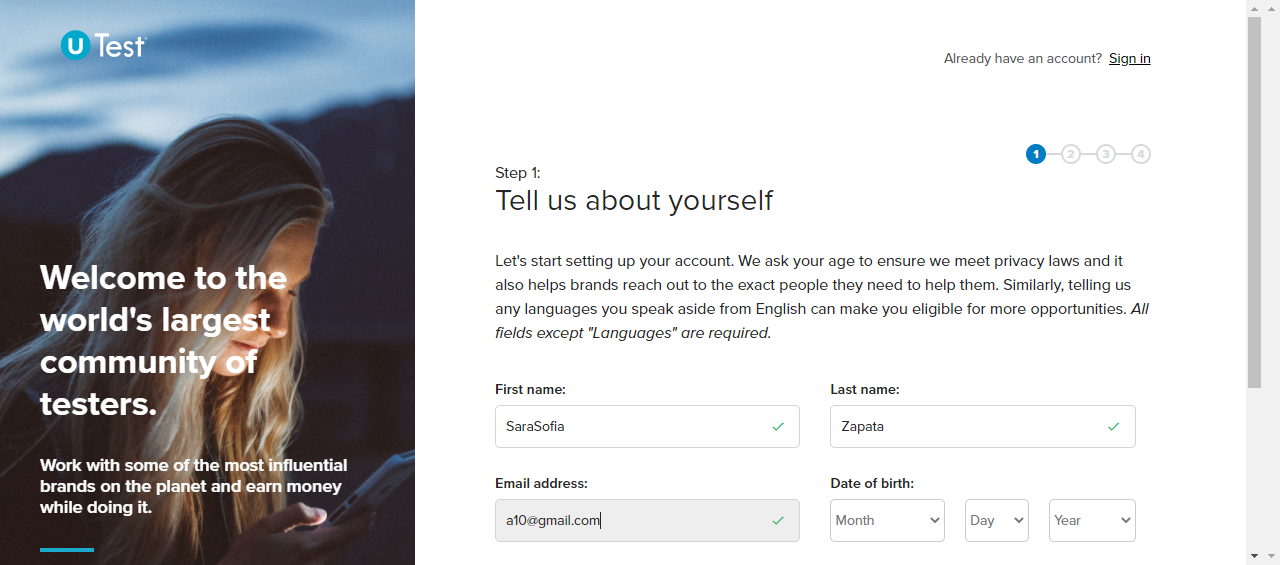 U Test
Already have an account? Sign in
1 2 3 4
Step 1:
Tell us about yourself
Let's start setting up your account. We ask your age to ensure we meet privacy laws and it
also helps brands reach out to the exact people they need to help them. Similarly, telling us
any languages you speak aside from English can make you eligible for more opportunities. All
fields except "Languages" are required.
Welcome to the
world's largest
community of
testers.
Work with some of the most influential
brands on the planet and earn money
while doing it.
First name: Last name:
SaraSofia Zapata
Email address: Date of birth:
a10@gmail.com Month Day Year